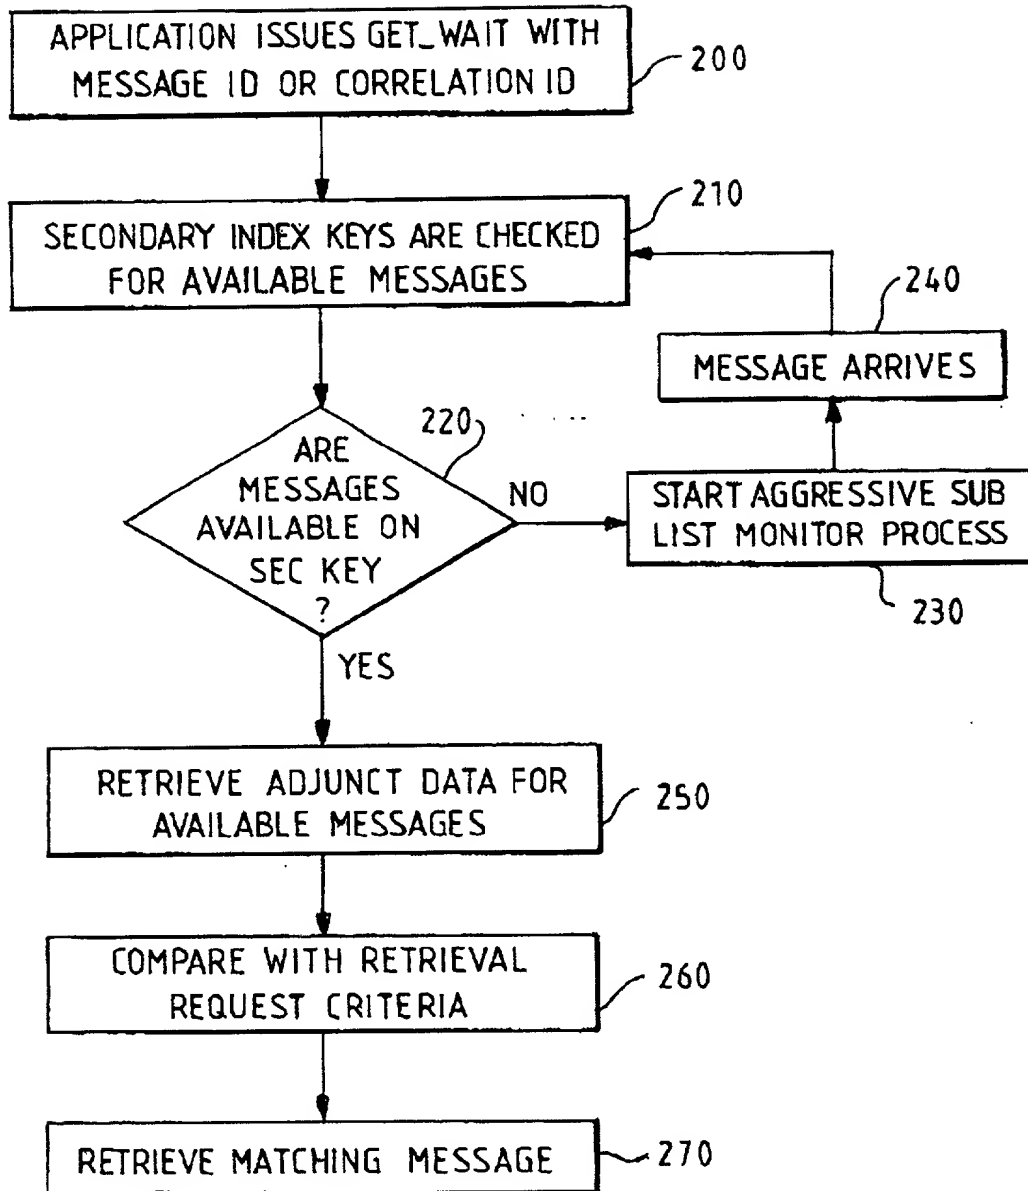 APPLICATION ISSUES GET_WAIT WITH
MESSAGE ID OR CORRELATION ID
200
SECONDARY INDEX KEYS ARE CHECKED
FOR AVAILABLE MESSAGES
210
MESSAGE ARRIVES
240
ARE
MESSAGES
AVAILABLE ON
SEC KEY
?
220
NO
START AGGRESSIVE SUB
LIST MONITOR PROCESS
230
YES
RETRIEVE ADJUNCT DATA FOR
AVAILABLE MESSAGES
250
COMPARE WITH RETRIEVAL
REQUEST CRITERIA
260
RETRIEVE MATCHING MESSAGE
270